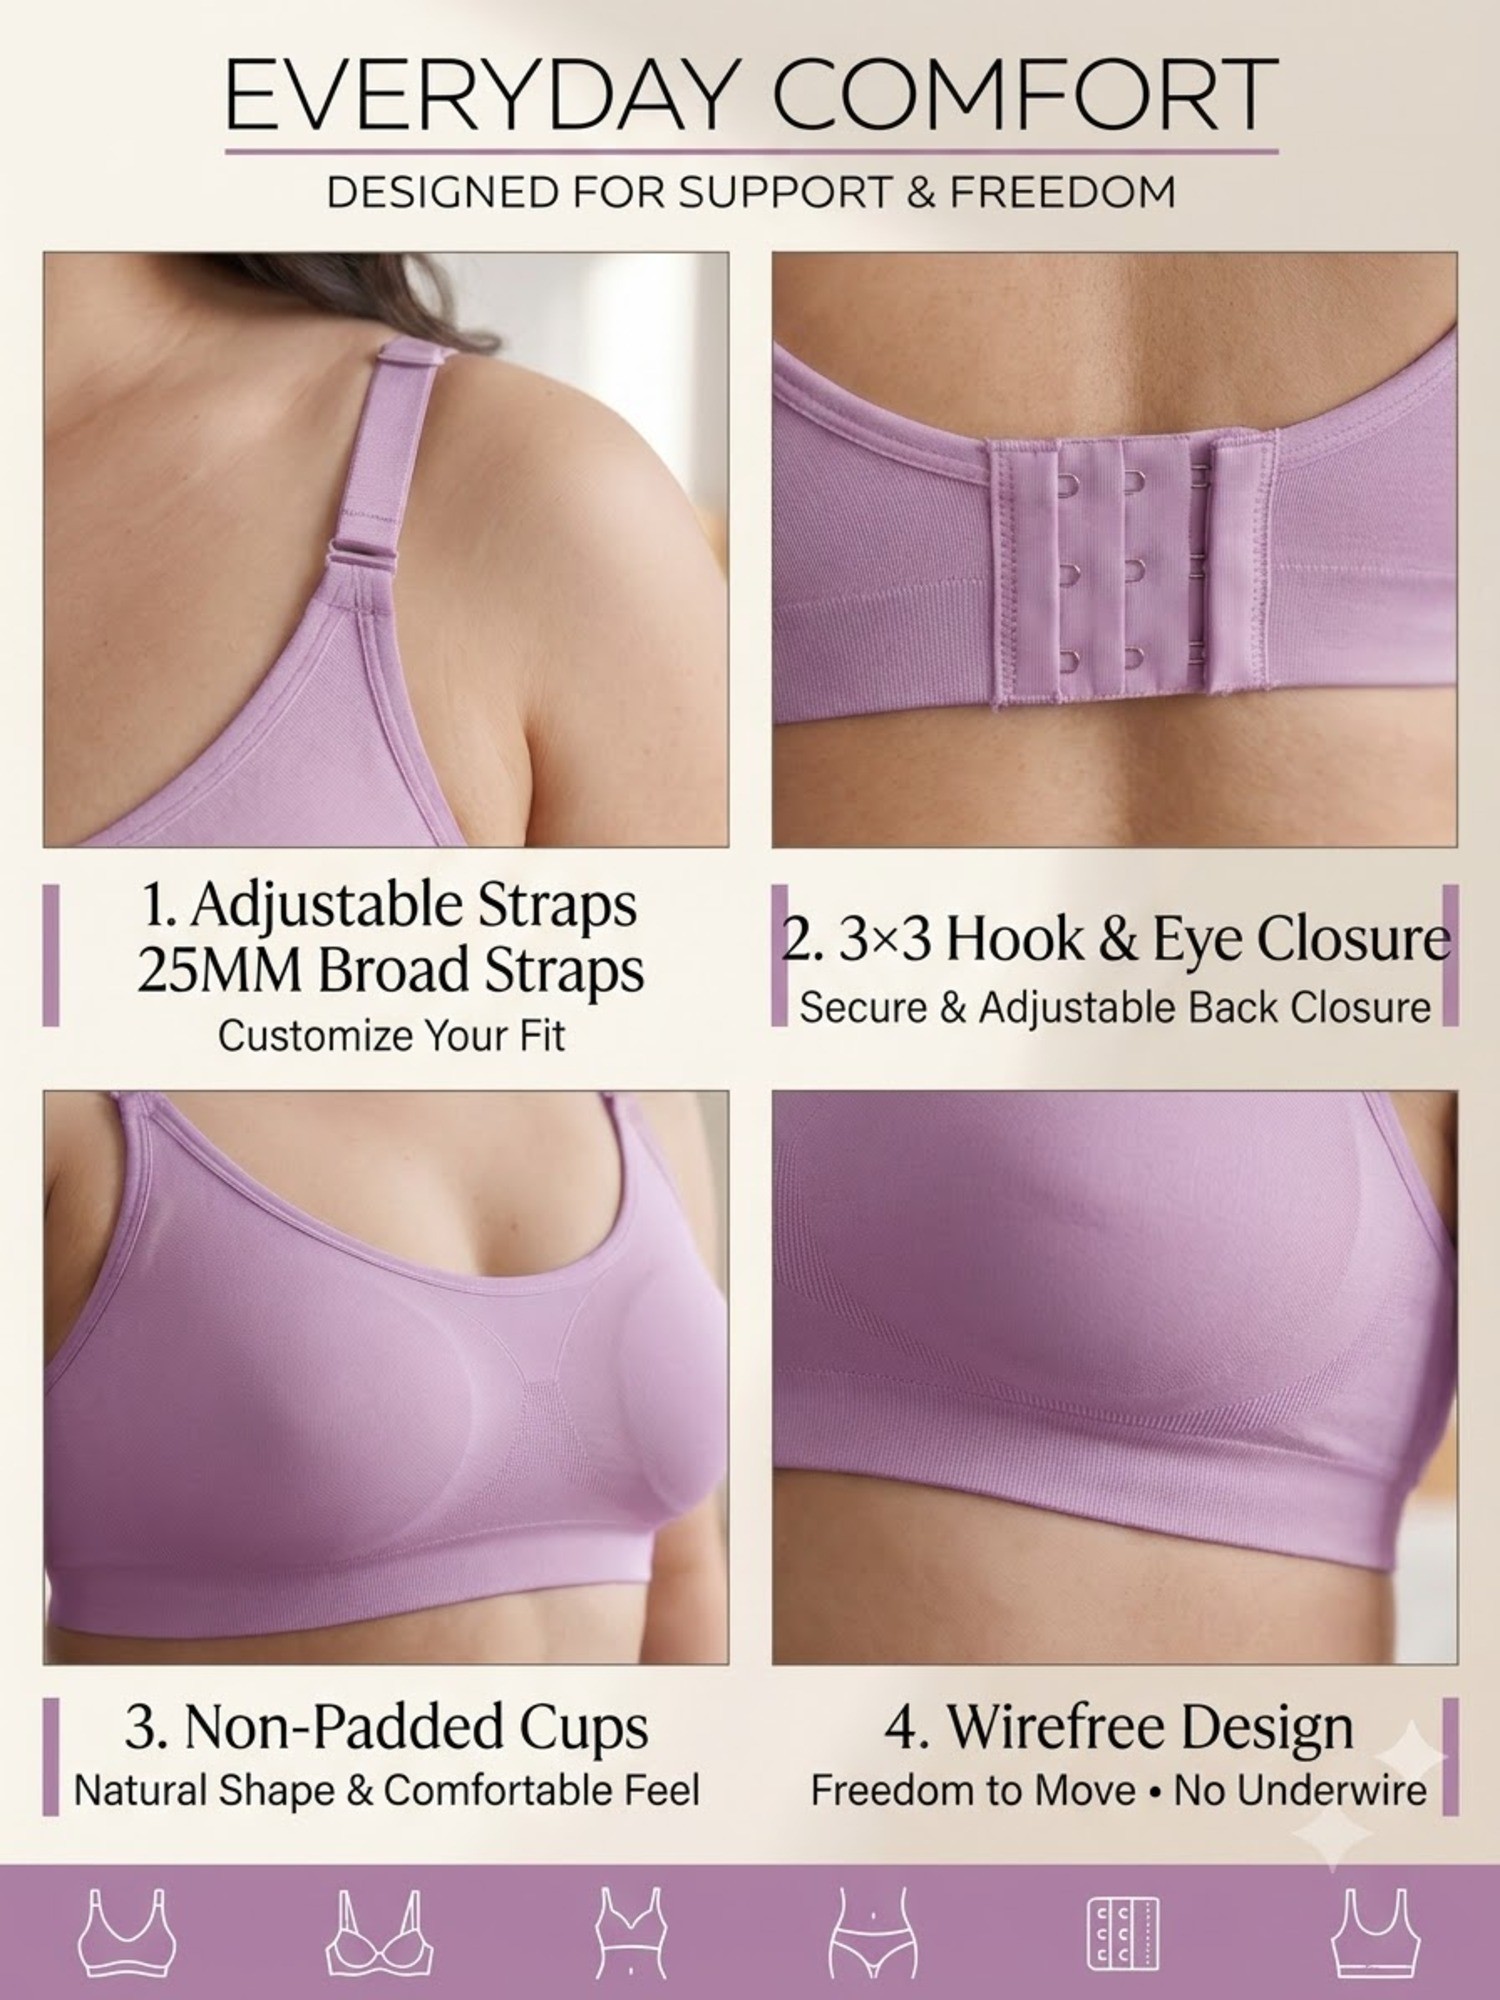 EVERYDAY COMFORT
DESIGNED FOR SUPPORT & FREEDOM
1. Adjustable Straps
25MM Broad Straps
Customize Your Fit
2. 3×3 Hook & Eye Closure
Secure & Adjustable Back Closure
3. Non-Padded Cups
Natural Shape & Comfortable Feel
4. Wirefree Design
Freedom to Move • No Underwire